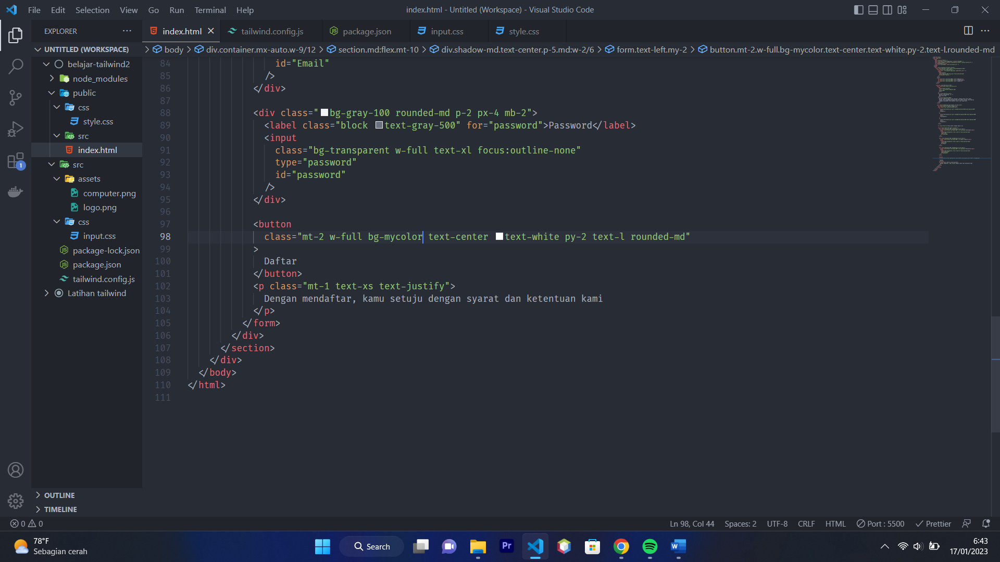 File Edit Selection View Go Run Terminal Help
index.html - Untitled (Workspace) - Visual Studio Code
EXPLORER
index.html
tailwind.config.js
package.json
input.css
style.css
UNTITLED (WORKSPACE)
body
div.container.mx-auto.w-9/12
section.md:flex.mt-10
div.shadow-md.text-center.p-5.md:w-2/6
form.text-left.my-2
button.mt-2.w-full.bg-mycolor.text-center.text-white.py-2.text-l.rounded-md
belajar-tailwind2
node_modules
public
css
style.css
src
index.html
src
assets
computer.png
logo.png
css
input.css
package-lock.json
package.json
tailwind.config.js
Latihan tailwind
OUTLINE
TIMELINE
1
84 id="Email"
85 />
86 </div>
87
88 <div class="bg-gray-100 rounded-md p-2 px-4 mb-2">
89 <label class="block text-gray-500" for="password">Password</label>
90 <input
91 class="bg-transparent w-full text-xl focus:outline-none"
92 type="password"
93 id="password"
94 />
95 </div>
96
97 <button
98 class="mt-2 w-full bg-mycolor text-center text-white py-2 text-l rounded-md"
99 >
100 Daftar
101 </button>
102 <p class="mt-1 text-xs text-justify">
103 Dengan mendaftar, kamu setuju dengan syarat dan ketentuan kami
104 </p>
105 </form>
106 </div>
107 </section>
108 </div>
109 </body>
110 </html>
111
0 0
Ln 98, Col 44
Spaces: 2
UTF-8
CRLF
HTML
Port : 5500
Prettier
78°F
Sebagian cerah
Search
Pr
W
6:43
17/01/2023